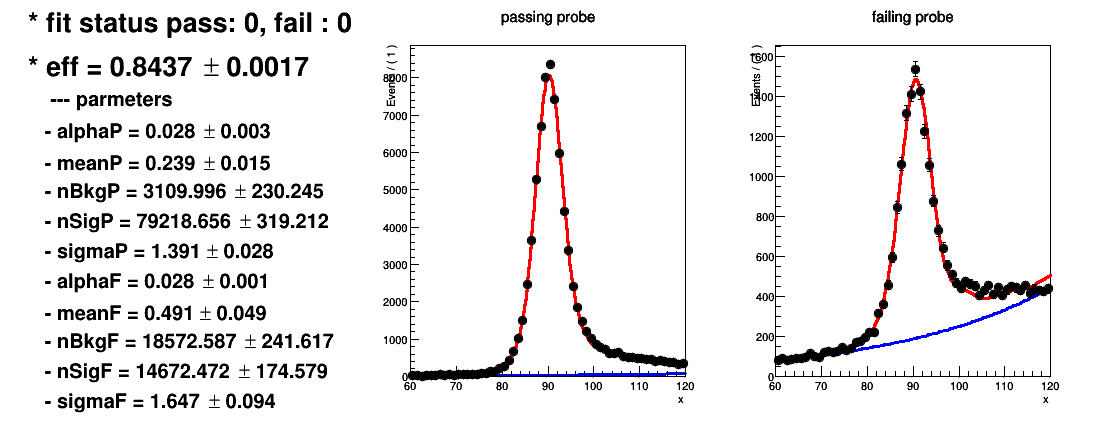 * fit status pass: 0, fail : 0
* eff = 0.8437 ± 0.0017
--- parmeters
- alphaP = 0.028 ± 0.003
- meanP = 0.239 ± 0.015
- nBkgP = 3109.996 ± 230.245
- nSigP = 79218.656 ± 319.212
- sigmaP = 1.391 ± 0.028
- alphaF = 0.028 ± 0.001
- meanF = 0.491 ± 0.049
- nBkgF = 18572.587 ± 241.617
- nSigF = 14672.472 ± 174.579
- sigmaF = 1.647 ± 0.094
passing probe
Events / ( 1 )
8000
7000
6000
5000
4000
3000
2000
1000
0
60 70 80 90 100 110 120
x
failing probe
Events / ( 1 )
1600
1400
1200
1000
800
600
400
200
0
60 70 80 90 100 110 120
x